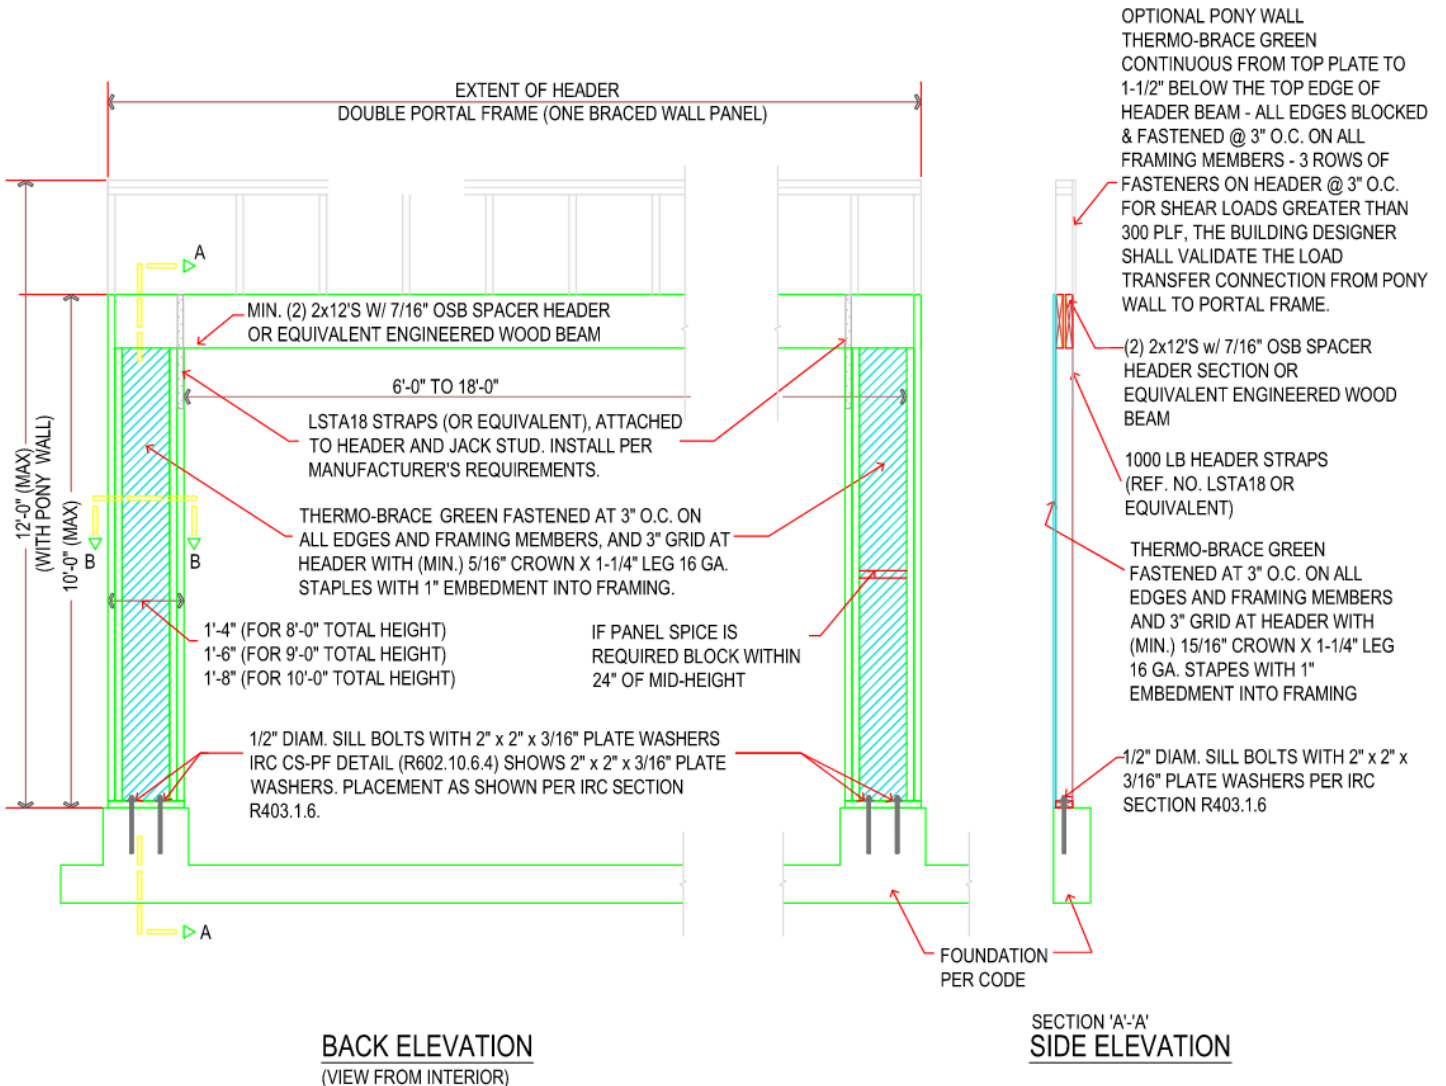 EXTENT OF HEADER
DOUBLE PORTAL FRAME (ONE BRACED WALL PANEL)
A
MIN. (2) 2x12'S W/ 7/16" OSB SPACER HEADER
OR EQUIVALENT ENGINEERED WOOD BEAM
6'-0" TO 18'-0"
LSTA18 STRAPS (OR EQUIVALENT), ATTACHED
TO HEADER AND JACK STUD. INSTALL PER
MANUFACTURER'S REQUIREMENTS.
12'-0" (MAX)
(WITH PONY WALL)
10'-0" (MAX)
B
B
THERMO-BRACE GREEN FASTENED AT 3" O.C. ON
ALL EDGES AND FRAMING MEMBERS, AND 3" GRID AT
HEADER WITH (MIN.) 5/16" CROWN X 1-1/4" LEG 16 GA.
STAPLES WITH 1" EMBEDMENT INTO FRAMING.
1'-4" (FOR 8'-0" TOTAL HEIGHT)
1'-6" (FOR 9'-0" TOTAL HEIGHT)
1'-8" (FOR 10'-0" TOTAL HEIGHT)
IF PANEL SPICE IS
REQUIRED BLOCK WITHIN
24" OF MID-HEIGHT
1/2" DIAM. SILL BOLTS WITH 2" x 2" x 3/16" PLATE WASHERS
IRC CS-PF DETAIL (R602.10.6.4) SHOWS 2" x 2" x 3/16" PLATE
WASHERS. PLACEMENT AS SHOWN PER IRC SECTION
R403.1.6.
A
FOUNDATION
PER CODE
BACK ELEVATION
(VIEW FROM INTERIOR)
OPTIONAL PONY WALL
THERMO-BRACE GREEN
CONTINUOUS FROM TOP PLATE TO
1-1/2" BELOW THE TOP EDGE OF
HEADER BEAM - ALL EDGES BLOCKED
& FASTENED @ 3" O.C. ON ALL
FRAMING MEMBERS - 3 ROWS OF
FASTENERS ON HEADER @ 3" O.C.
FOR SHEAR LOADS GREATER THAN
300 PLF, THE BUILDING DESIGNER
SHALL VALIDATE THE LOAD
TRANSFER CONNECTION FROM PONY
WALL TO PORTAL FRAME.
(2) 2x12'S w/ 7/16" OSB SPACER
HEADER SECTION OR
EQUIVALENT ENGINEERED WOOD
BEAM
1000 LB HEADER STRAPS
(REF. NO. LSTA18 OR
EQUIVALENT)
THERMO-BRACE GREEN
FASTENED AT 3" O.C. ON ALL
EDGES AND FRAMING MEMBERS
AND 3" GRID AT HEADER WITH
(MIN.) 15/16" CROWN X 1-1/4" LEG
16 GA. STAPES WITH 1"
EMBEDMENT INTO FRAMING
1/2" DIAM. SILL BOLTS WITH 2" x 2" x
3/16" PLATE WASHERS PER IRC
SECTION R403.1.6
SECTION 'A'-'A'
SIDE ELEVATION